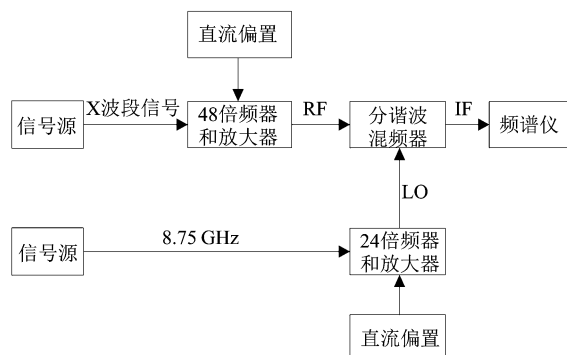 直流偏置
信号源
X波段信号
48倍频器
和放大器
RF
分谐波
混频器
IF
频谱仪
LO
信号源
8.75 GHz
24倍频器
和放大器
直流偏置